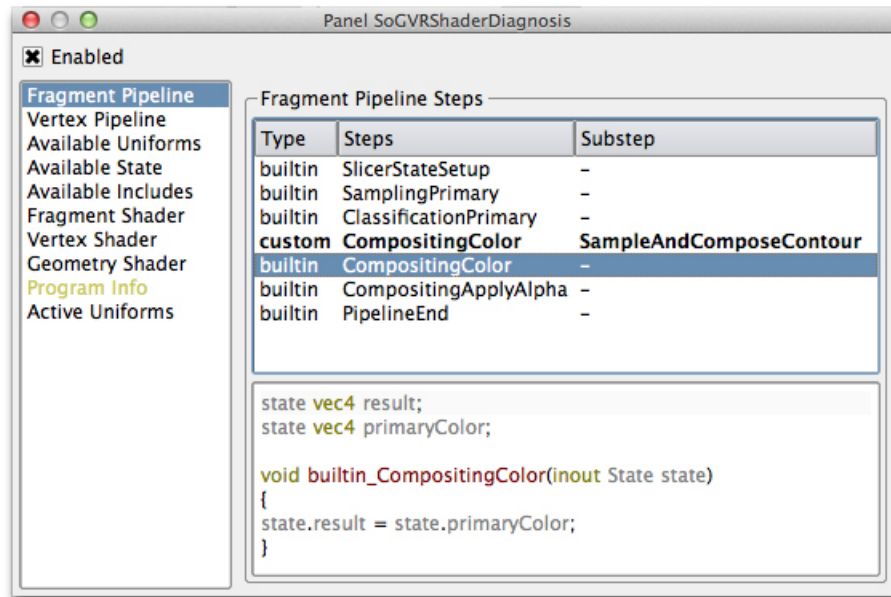 Panel SoGVRShaderDiagnosis
Enabled
Fragment Pipeline
Vertex Pipeline
Available Uniforms
Available State
Available Includes
Fragment Shader
Vertex Shader
Geometry Shader
Program Info
Active Uniforms
Fragment Pipeline Steps
Type Steps Substep
builtin SlicerStateSetup –
builtin SamplingPrimary –
builtin ClassificationPrimary –
custom CompositingColor SampleAndComposeContour
builtin CompositingColor –
builtin CompositingApplyAlpha –
builtin PipelineEnd –
state vec4 result;
state vec4 primaryColor;
void builtin_CompositingColor(inout State state)
{
state.result = state.primaryColor;
}